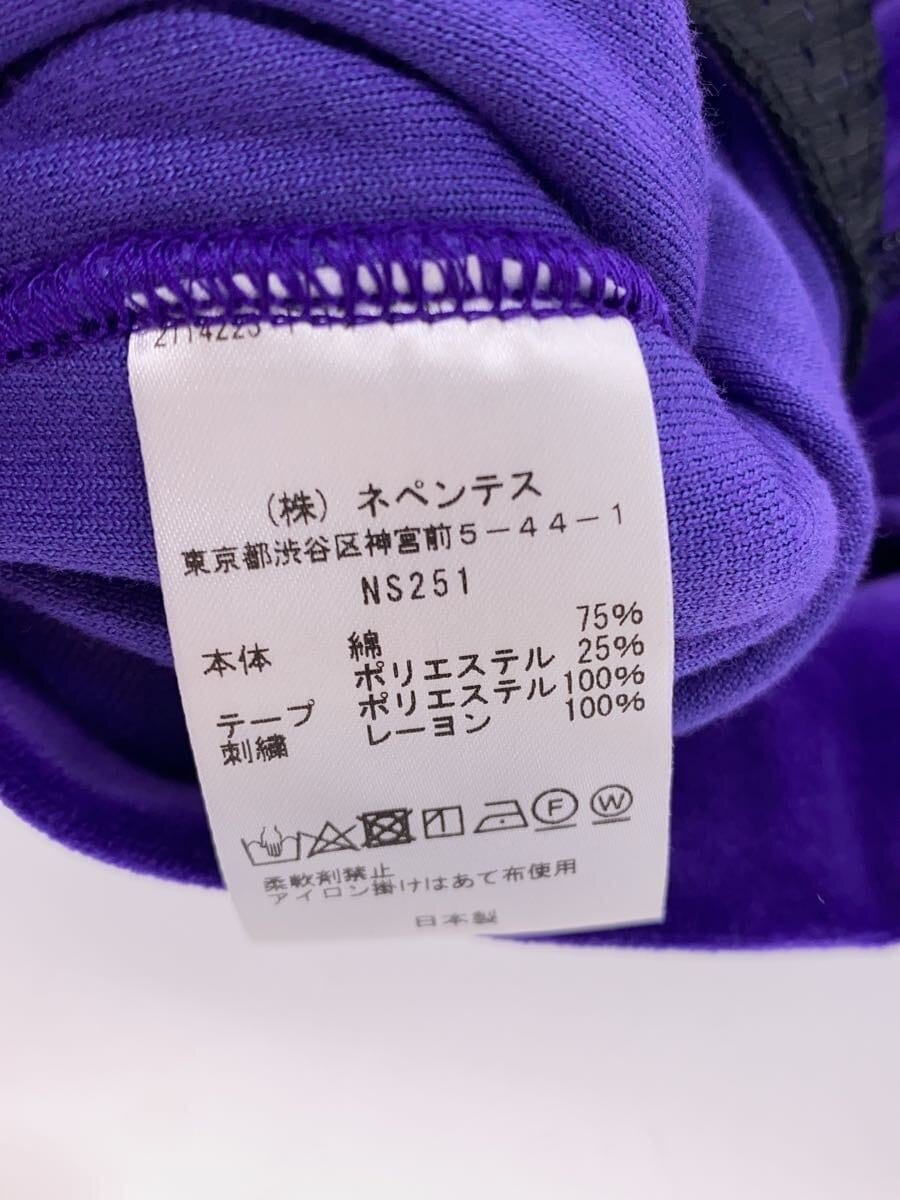 (株) ネペンテス
東京都渋谷区神宮前5-44-1
NS251
本体 綿 75%
ポリエステル 25%
テープ ポリエステル 100%
刺繍 レーヨン 100%
F W
柔軟剤禁止
アイロン掛けはあて布使用
日本製